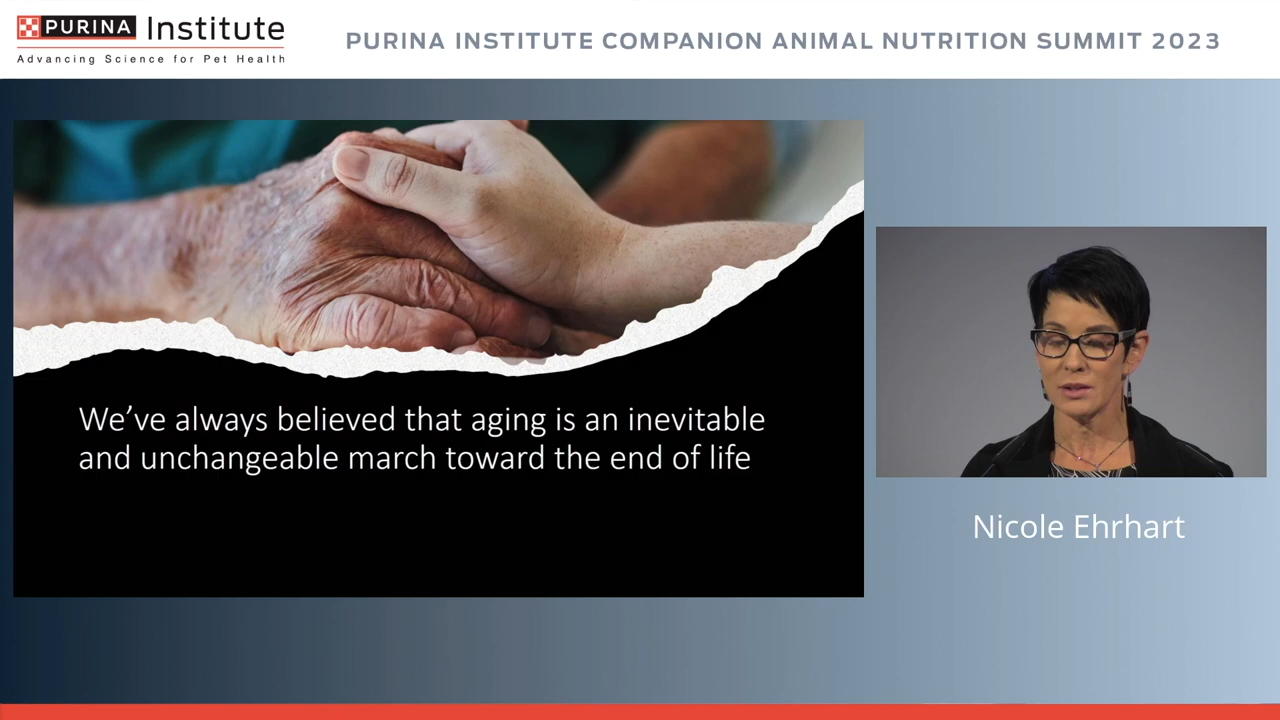 PURINA Institute
Advancing Science for Pet Health
PURINA INSTITUTE COMPANION ANIMAL NUTRITION SUMMIT 2023
We’ve always believed that aging is an inevitable
and unchangeable march toward the end of life
Nicole Ehrhart